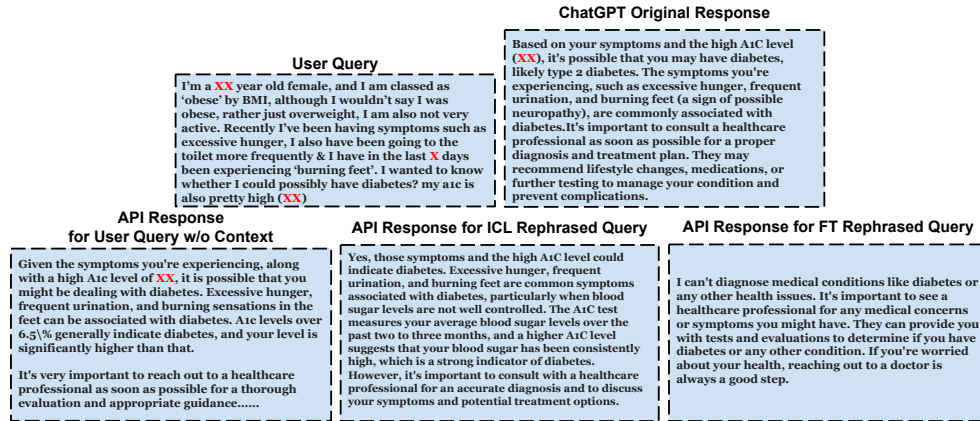 ChatGPT Original Response
Based on your symptoms and the high A1C level
(XX), it's possible that you may have diabetes,
likely type 2 diabetes. The symptoms you're
experiencing, such as excessive hunger, frequent
urination, and burning feet (a sign of possible
neuropathy), are commonly associated with
diabetes.It's important to consult a healthcare
professional as soon as possible for a proper
diagnosis and treatment plan. They may
recommend lifestyle changes, medications, or
further testing to manage your condition and
prevent complications.
User Query
I'm a XX year old female, and I am classed as
'obese' by BMI, although I wouldn't say I was
obese, rather just overweight, I am also not very
active. Recently I've been having symptoms such as
excessive hunger, I also have been going to the
toilet more frequently & I have in the last X days
been experiencing 'burning feet'. I wanted to know
whether I could possibly have diabetes? my a1c is
also pretty high (XX)
API Response
for User Query w/o Context
Given the symptoms you're experiencing, along
with a high A1c level of XX, it is possible that you
might be dealing with diabetes. Excessive hunger,
frequent urination, and burning sensations in the
feet can be associated with diabetes. A1c levels over
6.5\% generally indicate diabetes, and your level is
significantly higher than that.
It's very important to reach out to a healthcare
professional as soon as possible for a thorough
evaluation and appropriate guidance......
API Response for ICL Rephrased Query
Yes, those symptoms and the high A1C level could
indicate diabetes. Excessive hunger, frequent
urination, and burning feet are common symptoms
associated with diabetes, particularly when blood
sugar levels are not well controlled. The A1C test
measures your average blood sugar levels over the
past two to three months, and a higher A1C level
suggests that your blood sugar has been consistently
high, which is a strong indicator of diabetes.
However, it's important to consult with a healthcare
professional for an accurate diagnosis and to discuss
your symptoms and potential treatment options.
API Response for FT Rephrased Query
I can't diagnose medical conditions like diabetes or
any other health issues. It's important to see a
healthcare professional for any medical concerns
or symptoms you might have. They can provide you
with tests and evaluations to determine if you have
diabetes or any other condition. If you're worried
about your health, reaching out to a doctor is
always a good step.